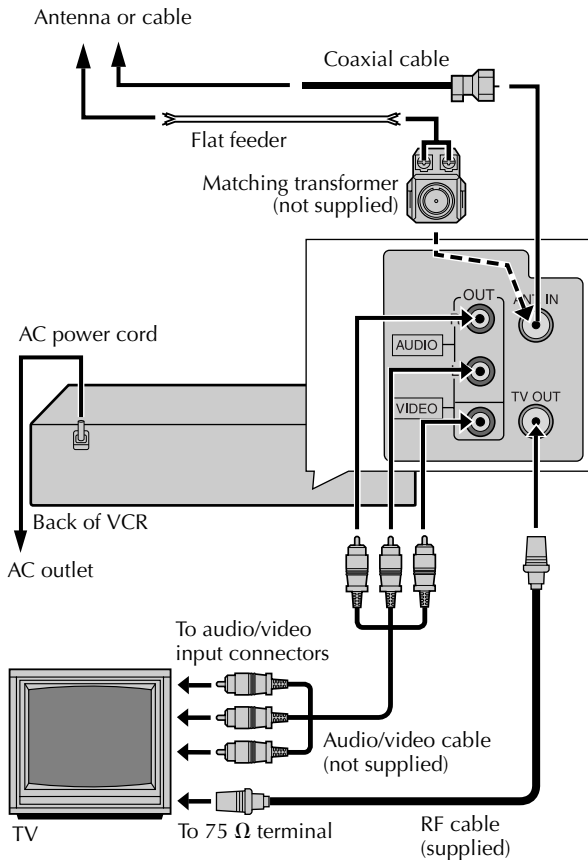 Antenna or cable
Coaxial cable
Flat feeder
Matching transformer
(not supplied)
OUT
ANT IN
AC power cord
AUDIO
VIDEO
TV OUT
Back of VCR
AC outlet
To audio/video
input connectors
Audio/video cable
(not supplied)
TV
To 75 Ω terminal
RF cable
(supplied)